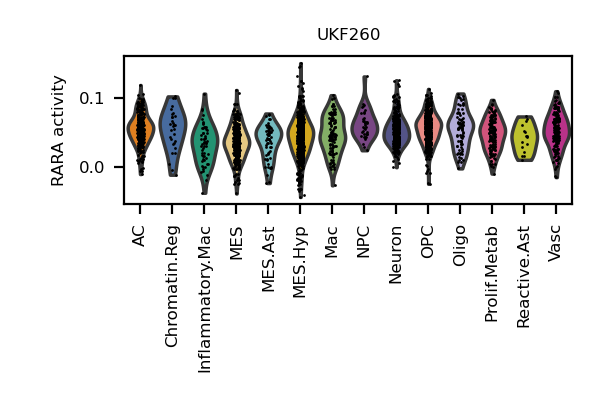 UKF260
RARA activity
0.1
0.0
AC
Chromatin.Reg
Inflammatory.Mac
MES
MES.Ast
MES.Hyp
Mac
NPC
Neuron
OPC
Oligo
Prolif.Metab
Reactive.Ast
Vasc